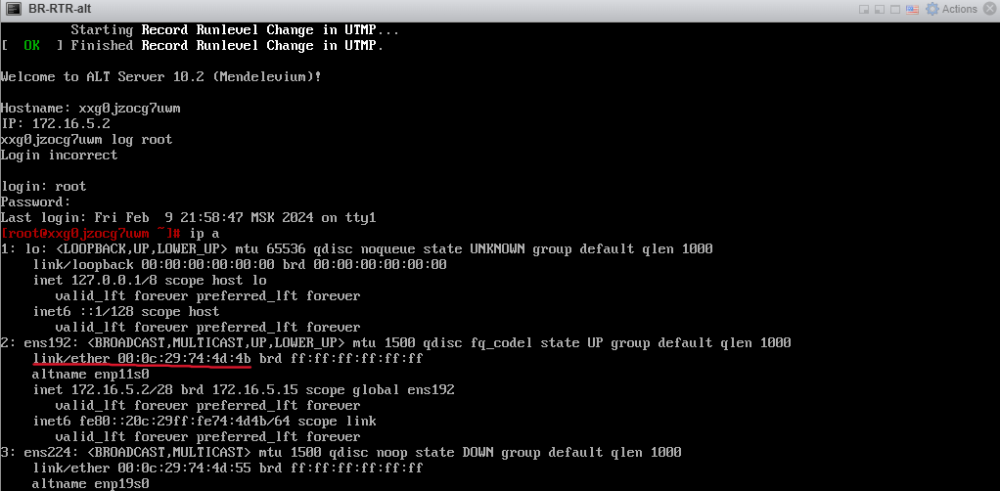 BR-RTR-alt
Actions
Starting Record Runlevel Change in UTMP...
[  OK  ] Finished Record Runlevel Change in UTMP.
Welcome to ALT Server 10.2 (Mendelevium)!
Hostname: xxg0jzocg7uwm
IP: 172.16.5.2
xxg0jzocg7uwm log root
Login incorrect
login: root
Password:
Last login: Fri Feb  9 21:58:47 MSK 2024 on tty1
[root@xxg0jzocg7uwm ~]# ip a
1: lo: <LOOPBACK,UP,LOWER_UP> mtu 65536 qdisc noqueue state UNKNOWN group default qlen 1000
link/loopback 00:00:00:00:00:00 brd 00:00:00:00:00:00
inet 127.0.0.1/8 scope host lo
valid_lft forever preferred_lft forever
inet6 ::1/128 scope host
valid_lft forever preferred_lft forever
2: ens192: <BROADCAST,MULTICAST,UP,LOWER_UP> mtu 1500 qdisc fq_codel state UP group default qlen 1000
link/ether 00:0c:29:74:4d:4b brd ff:ff:ff:ff:ff:ff
altname enp11s0
inet 172.16.5.2/28 brd 172.16.5.15 scope global ens192
valid_lft forever preferred_lft forever
inet6 fe80::20c:29ff:fe74:4d4b/64 scope link
valid_lft forever preferred_lft forever
3: ens224: <BROADCAST,MULTICAST> mtu 1500 qdisc noop state DOWN group default qlen 1000
link/ether 00:0c:29:74:4d:55 brd ff:ff:ff:ff:ff:ff
altname enp19s0